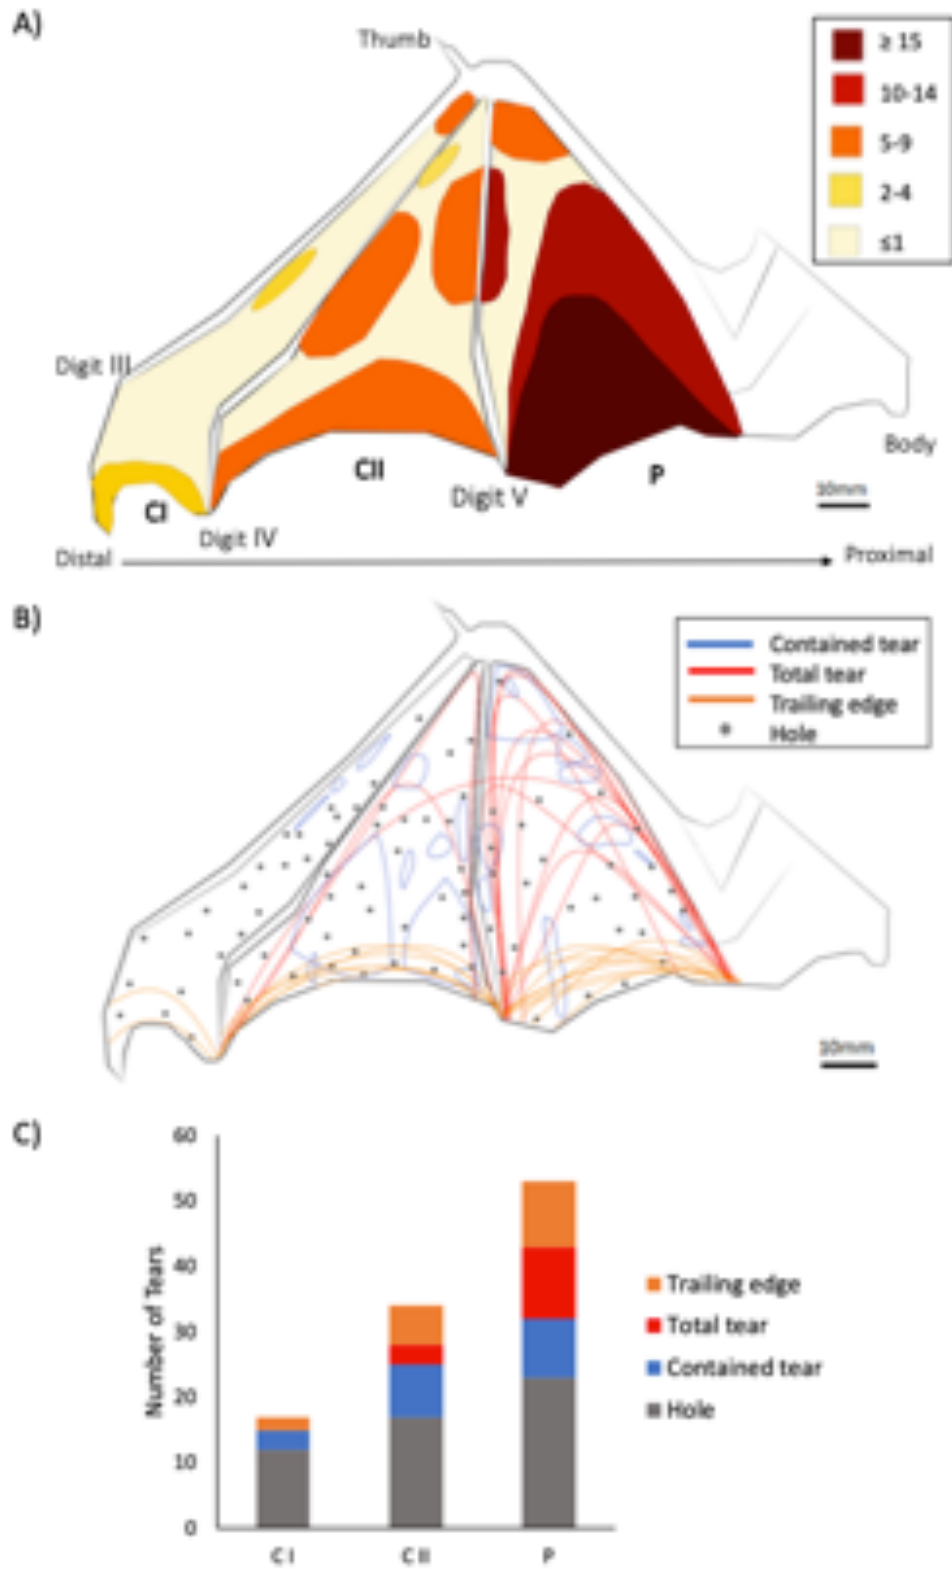 A)
Thumb
≥ 15
10-14
5-9
2-4
≤1
Digit III
Body
CII
P
Digit V
CI
10mm
Digit IV
Distal
Proximal
B)
Contained tear
Total tear
Trailing edge
Hole
10mm
C)
60
50
40
30
20
10
0
Number of Tears
Trailing edge
Total tear
Contained tear
Hole
C I
C II
P